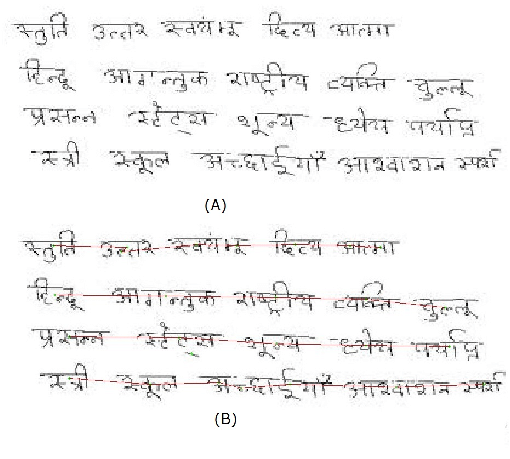 स्तुति उत्तर स्वयंभू दिव्य आत्मा
हिन्दू आगन्तुक राष्ट्रीय व्यक्ति चुल्लू
प्रसन्न स्टेट्स शून्य ध्येय पर्याप्त
स्त्री स्कूल अच्छाईयाँ आश्वासन स्पर्श
(A)
स्तुति उत्तर स्वयंभू दिव्य आत्मा
हिन्दू आगन्तुक राष्ट्रीय व्यक्ति चुल्लू
प्रसन्न स्टेट्स शून्य ध्येय पर्याप्त
स्त्री स्कूल अच्छाईयाँ आश्वासन स्पर्श
(B)